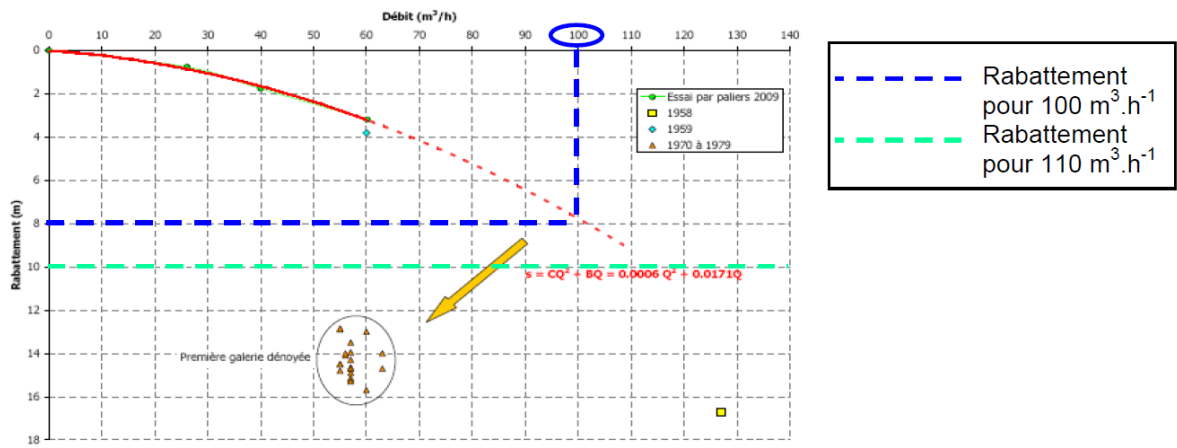 Débit (m³/h)
0 10 20 30 40 50 60 70 80 90 100 110 120 130 140
0
2
4
6
8
10
12
14
16
18
Rabattement (m)
Essai par paliers 2009
1958
1959
1970 à 1979
s = CQ² + BQ = 0.0006 Q² + 0.0171Q
Première galerie dénoyée
Rabattement
pour 100 m³.h⁻¹
Rabattement
pour 110 m³.h⁻¹